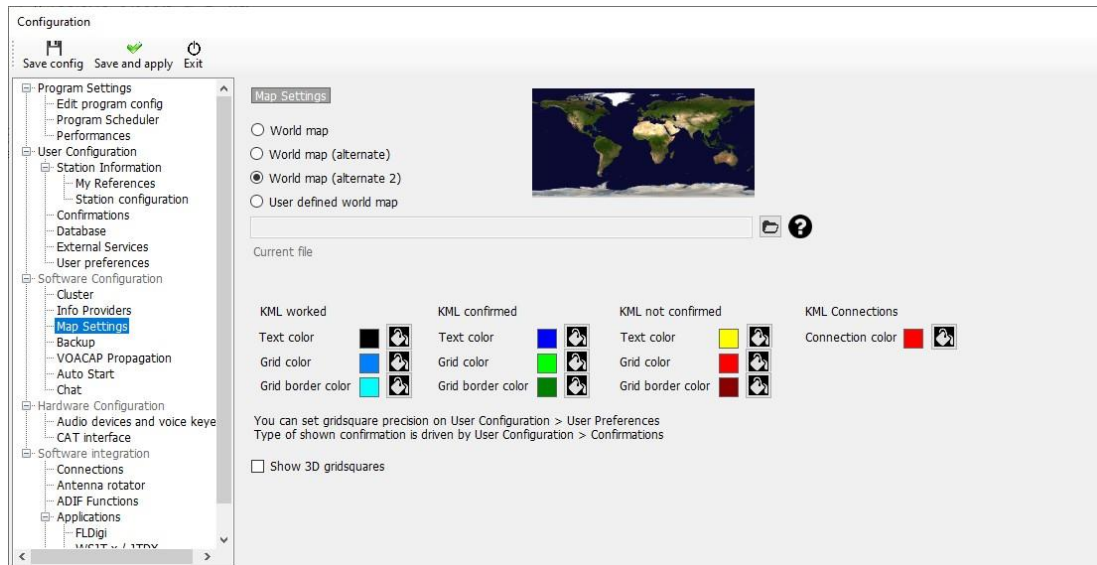 Configuration
Save config Save and apply Exit
Program Settings
Edit program config
Program Scheduler
Performances
User Configuration
Station Information
My References
Station configuration
Confirmations
Database
External Services
User preferences
Software Configuration
Cluster
Info Providers
Map Settings
Backup
VOACAP Propagation
Auto Start
Chat
Hardware Configuration
Audio devices and voice keye
CAT interface
Software integration
Connections
Antenna rotator
ADIF Functions
Applications
FLDigi
WSJT-x / JTDX
Map Settings
World map
World map (alternate)
World map (alternate 2)
User defined world map
?
Current file
KML worked
Text color
Grid color
Grid border color
KML confirmed
Text color
Grid color
Grid border color
KML not confirmed
Text color
Grid color
Grid border color
KML Connections
Connection color
You can set gridsquare precision on User Configuration > User Preferences
Type of shown confirmation is driven by User Configuration > Confirmations
Show 3D gridsquares